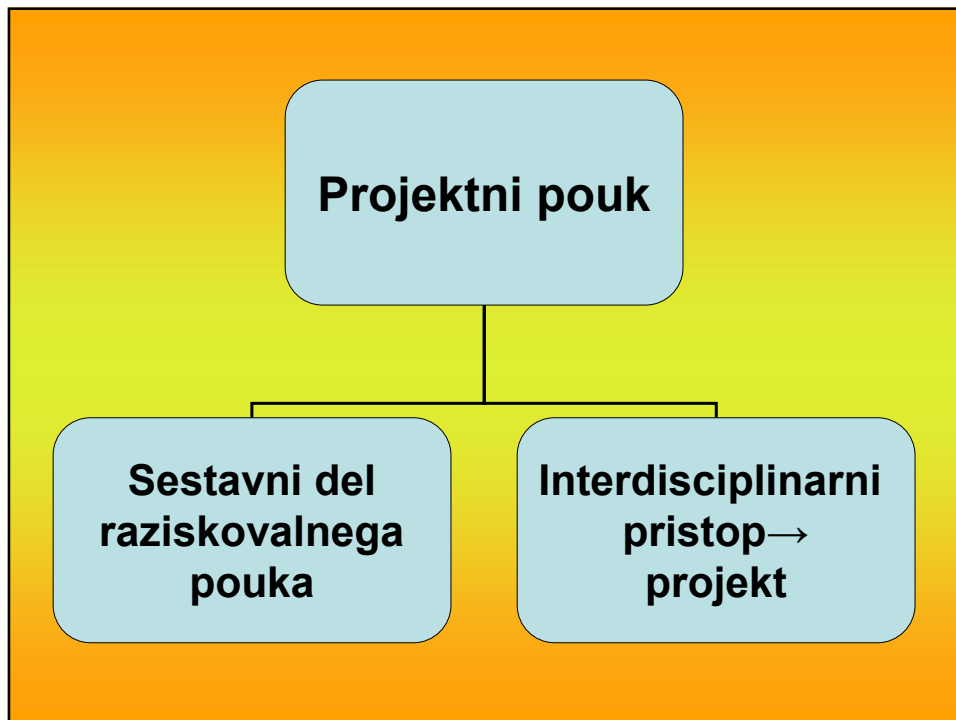 Projektni pouk
Sestavni del
raziskovalnega
pouka
Interdisciplinarni
pristop→
projekt